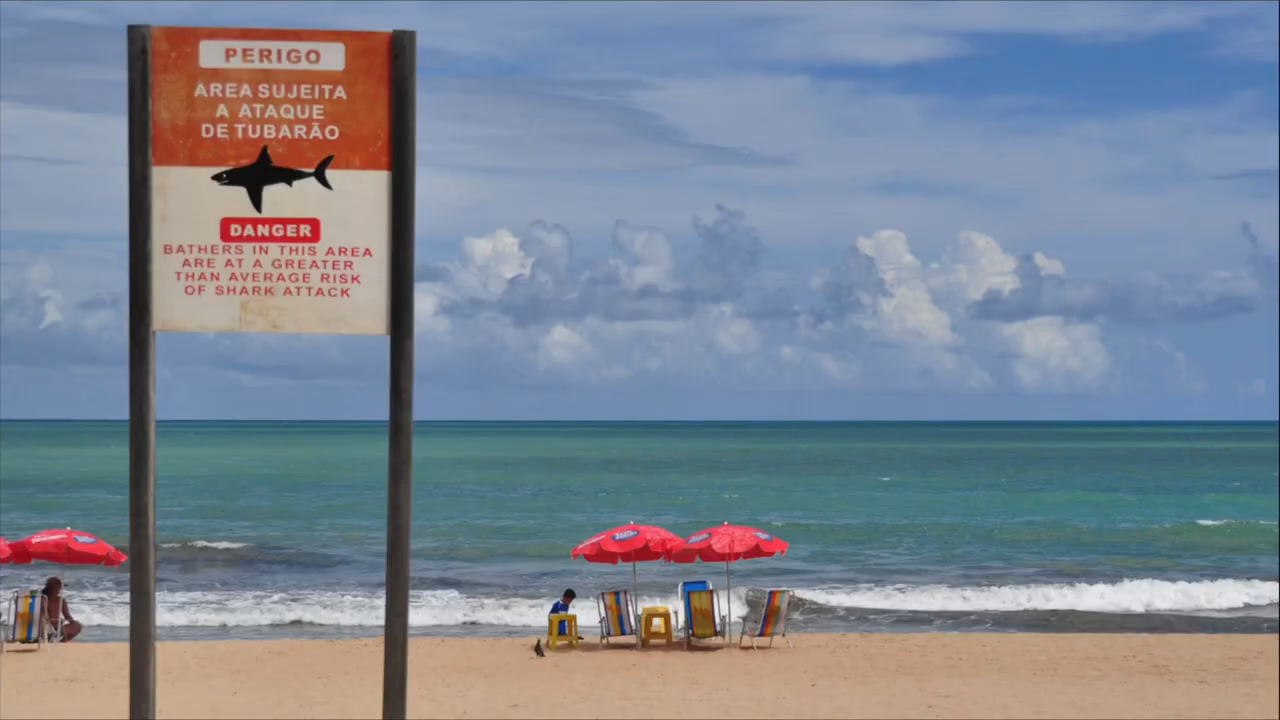 PERIGO
ÁREA SUJEITA
A ATAQUE
DE TUBARÃO
DANGER
BATHERS IN THIS AREA
ARE AT A GREATER
THAN AVERAGE RISK
OF SHARK ATTACK